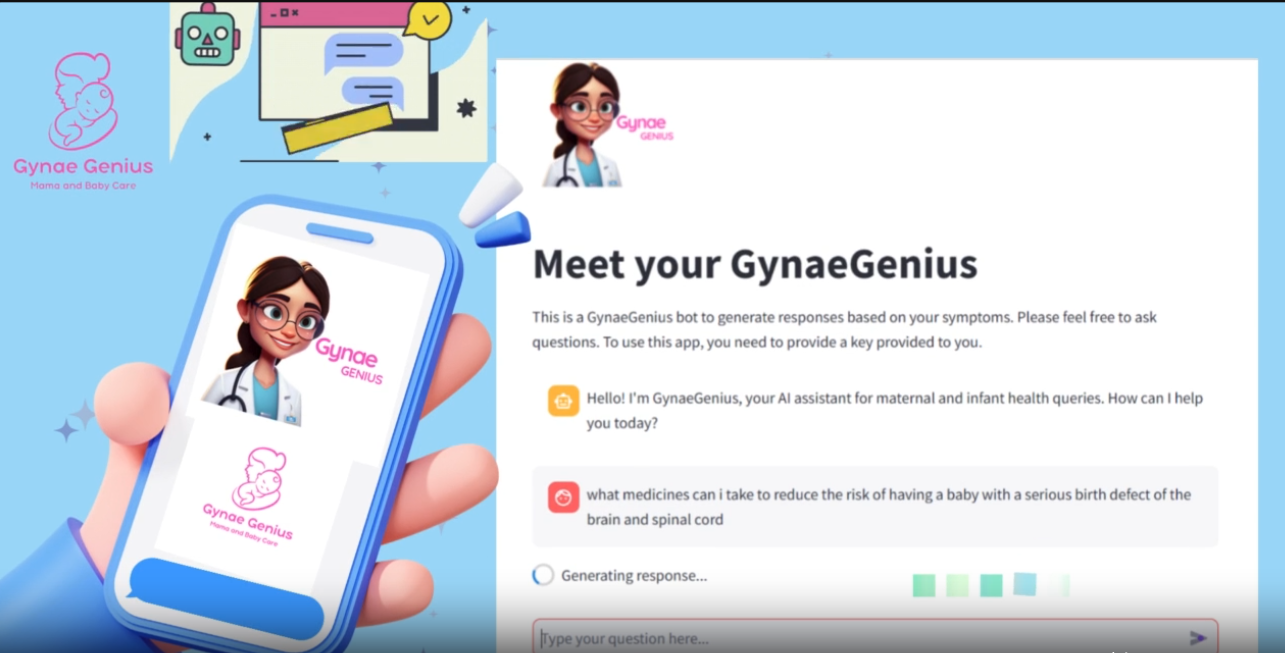 Gynae Genius
Mama and Baby Care
Gynae
GENIUS
Gynae Genius
Mama and Baby Care
Gynae
GENIUS
Meet your GynaeGenius
This is a GynaeGenius bot to generate responses based on your symptoms. Please feel free to ask
questions. To use this app, you need to provide a key provided to you.
Hello! I'm GynaeGenius, your AI assistant for maternal and infant health queries. How can I help
you today?
what medicines can i take to reduce the risk of having a baby with a serious birth defect of the
brain and spinal cord
Generating response...
Type your question here...